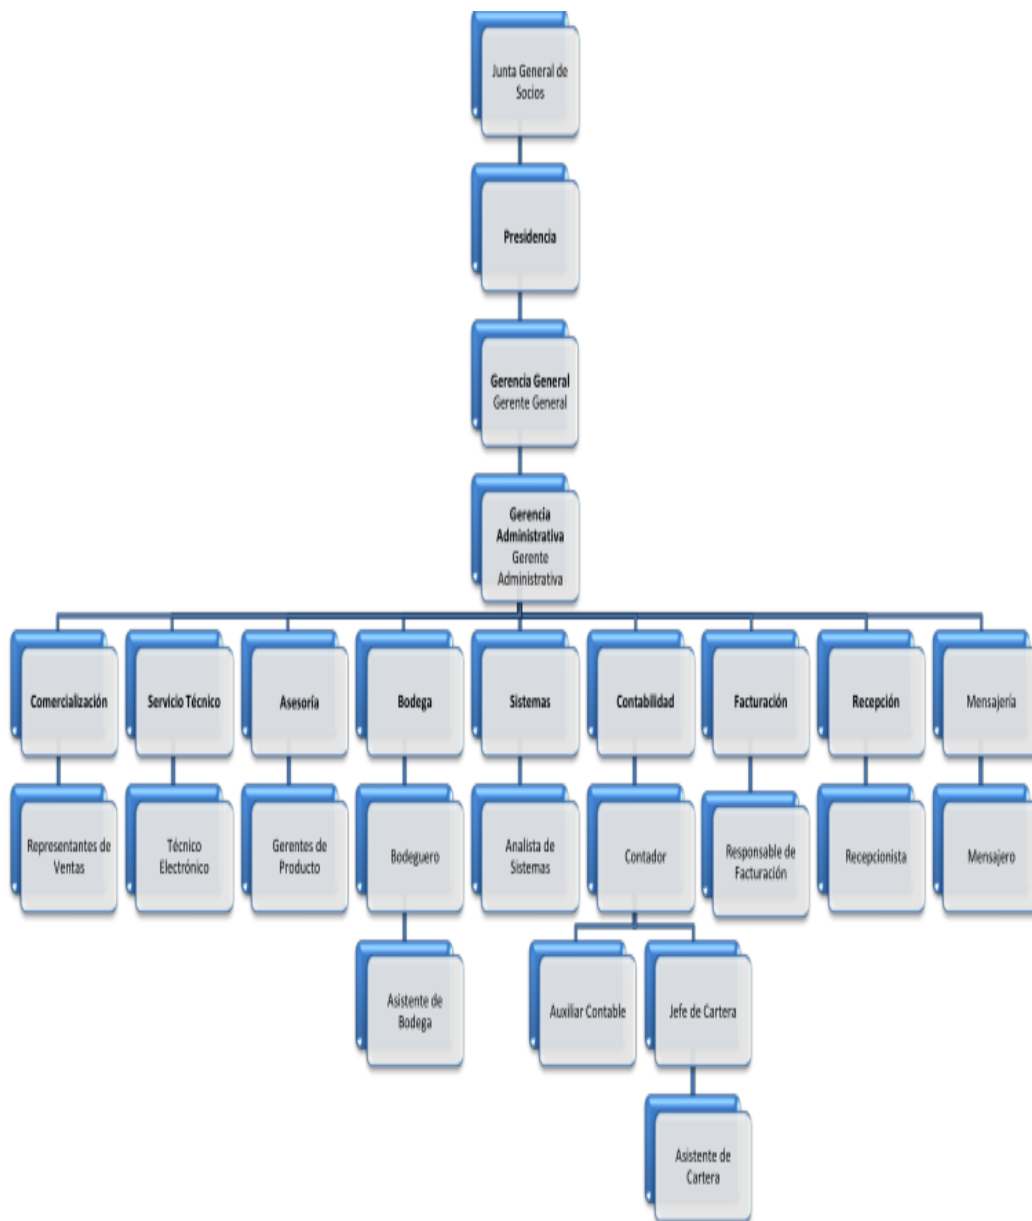 Junta General de
Socios
Presidencia
Gerencia General
Gerente General
Gerencia
Administrativa
Gerente
Administrativa
Comercialización
Servicio Técnico
Asesoría
Bodega
Sistemas
Contabilidad
Facturación
Recepción
Mensajería
Representantes de
Ventas
Técnico
Electrónico
Gerentes de
Producto
Bodeguero
Analista de
Sistemas
Contador
Responsable de
Facturación
Recepcionista
Mensajero
Asistente de
Bodega
Auxiliar Contable
Jefe de Cartera
Asistente de
Cartera